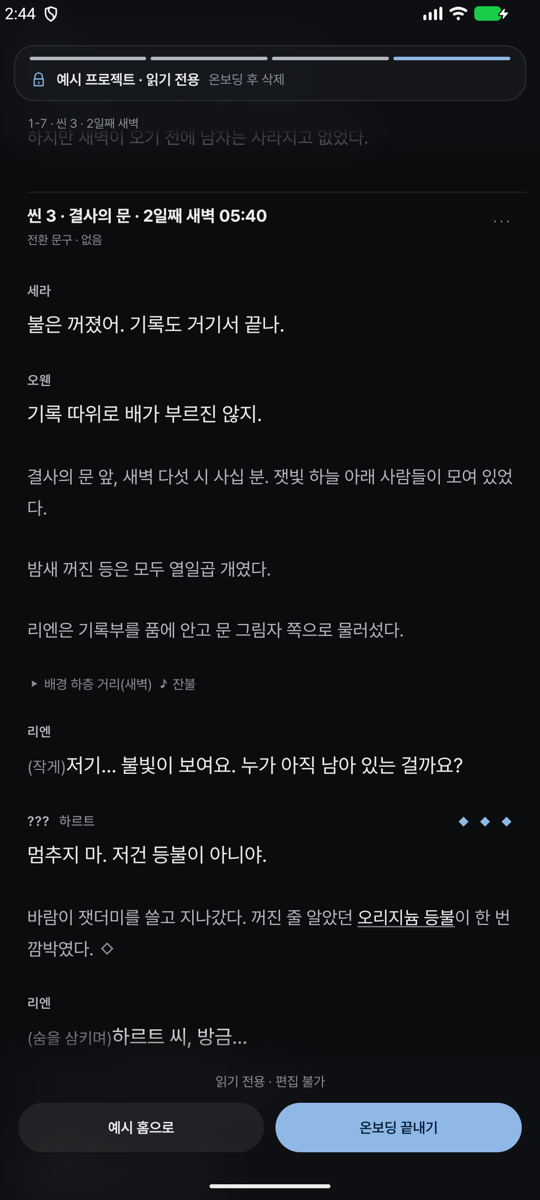 2:44
예시 프로젝트 · 읽기 전용 온보딩 후 삭제
1-7 · 씬 3 · 2일째 새벽
하지만 새벽이 오기 전에 남자는 사라지고 없었다.
씬 3 · 결사의 문 · 2일째 새벽 05:40 ...
전환 문구 · 없음
세라
불은 꺼졌어. 기록도 거기서 끝나.
오웬
기록 따위로 배가 부르진 않지.
결사의 문 앞, 새벽 다섯 시 사십 분. 잿빛 하늘 아래 사람들이 모여 있었
다.
밤새 꺼진 등은 모두 열일곱 개였다.
리엔은 기록부를 품에 안고 문 그림자 쪽으로 물러섰다.
▶ 배경 하층 거리(새벽) ♪ 잔불
리엔
(작게)저기... 불빛이 보여요. 누가 아직 남아 있는 걸까요?
??? 하르트 ◆ ◆ ◆
멈추지 마. 저건 등불이 아니야.
바람이 잿더미를 쓸고 지나갔다. 꺼진 줄 알았던 오리지늄 등불이 한 번
깜박였다. ◇
리엔
(숨을 삼키며)하르트 씨, 방금...
읽기 전용 · 편집 불가
예시 홈으로 온보딩 끝내기